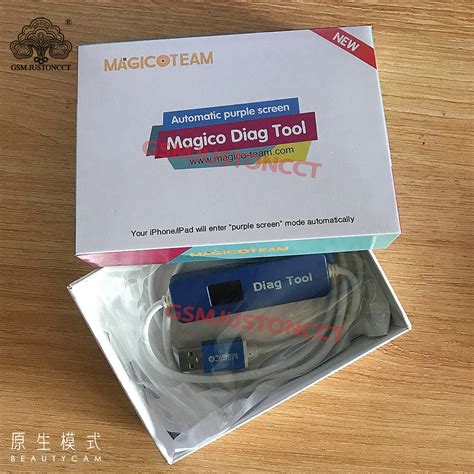 GSM JUSTONCCT
MAGICOTEAM
NEW
Automatic purple screen
Magico Diag Tool
www.magico-team.com
GSMJUSTONCCT
Your iPhone/iPad will enter "purple screen" mode automatically
MAGICOTEAM
Diag Tool
GSMJUSTONCCT
MAGICO
原生模式
BEAUTYCAM